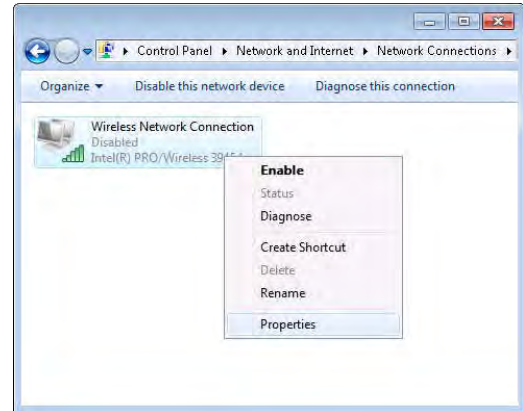 Control Panel ▸ Network and Internet ▸ Network Connections ▸
Organize ▾ Disable this network device Diagnose this connection
Wireless Network Connection
Disabled
Intel(R) PRO/Wireless
Enable
Status
Diagnose
Create Shortcut
Delete
Rename
Properties